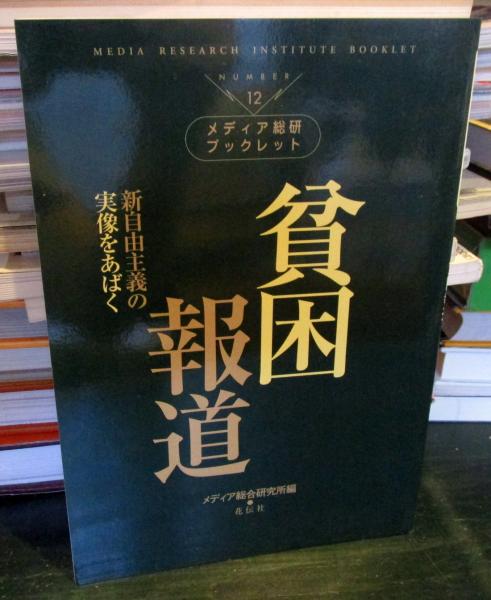 MEDIA RESEARCH INSTITUTE BOOKLET
NUMBER
12
メディア総研
ブックレット
貧困
報道
新自由主義の
実像をあばく
メディア総合研究所編
花伝社